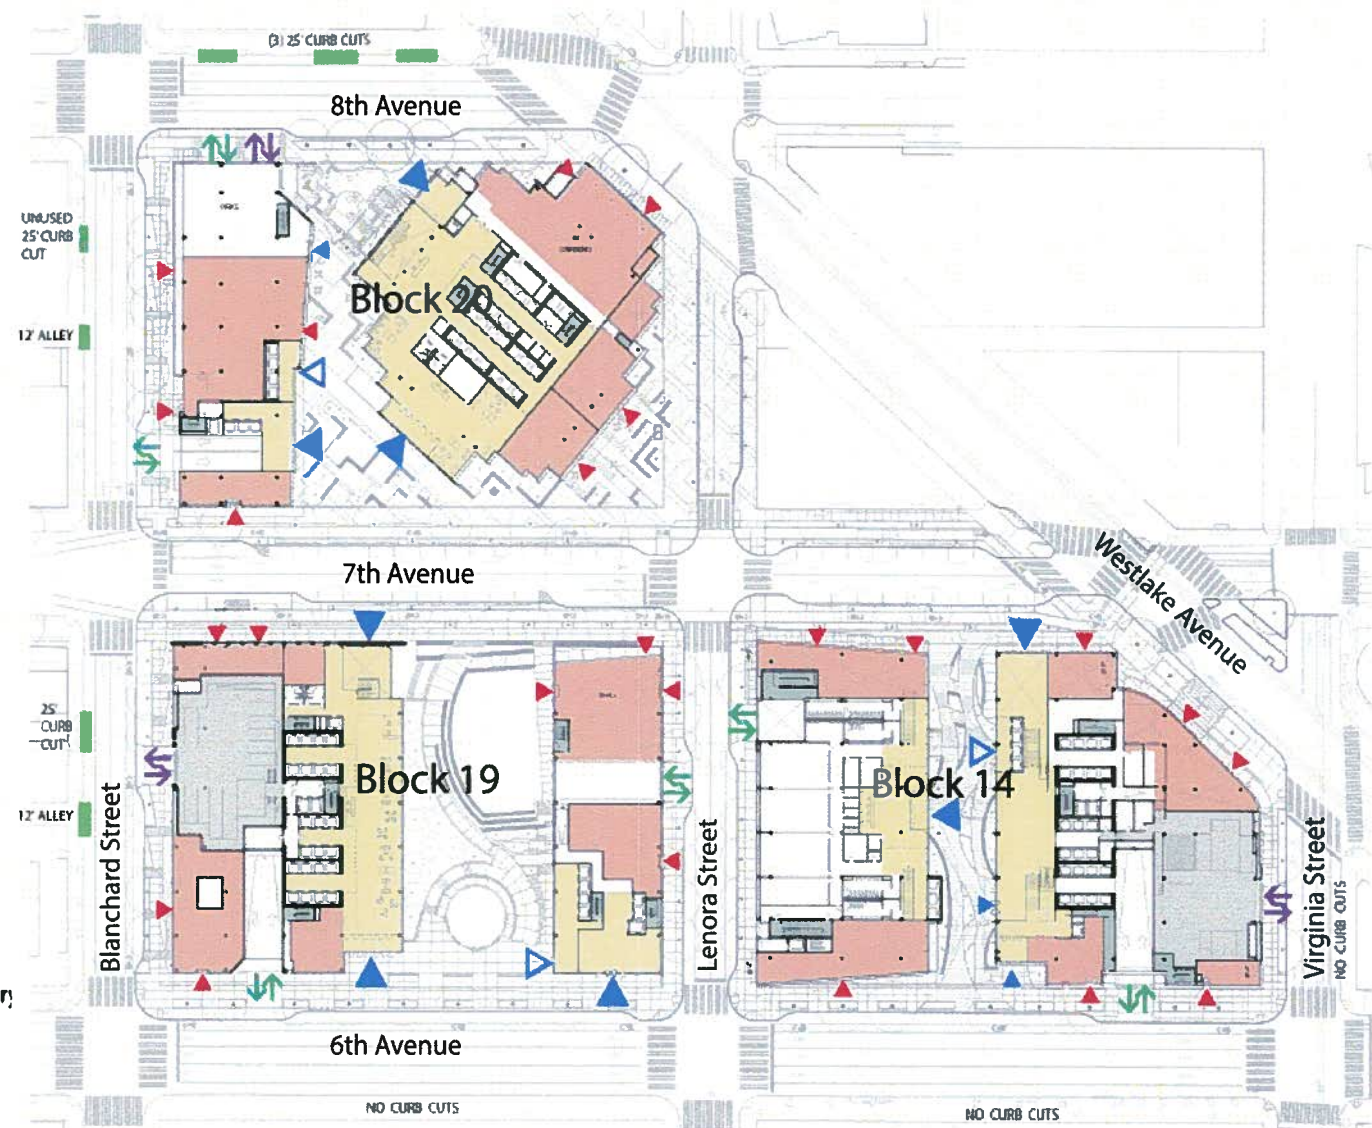 (3) 25' CURB CUTS
8th Avenue
UNUSED
25' CURB
CUT
12' ALLEY
Block 20
7th Avenue
Westlake Avenue
25'
CURB
CUT
12' ALLEY
Blanchard Street
Block 19
Lenora Street
Block 14
Virginia Street
NO CURB CUTS
6th Avenue
NO CURB CUTS
NO CURB CUTS